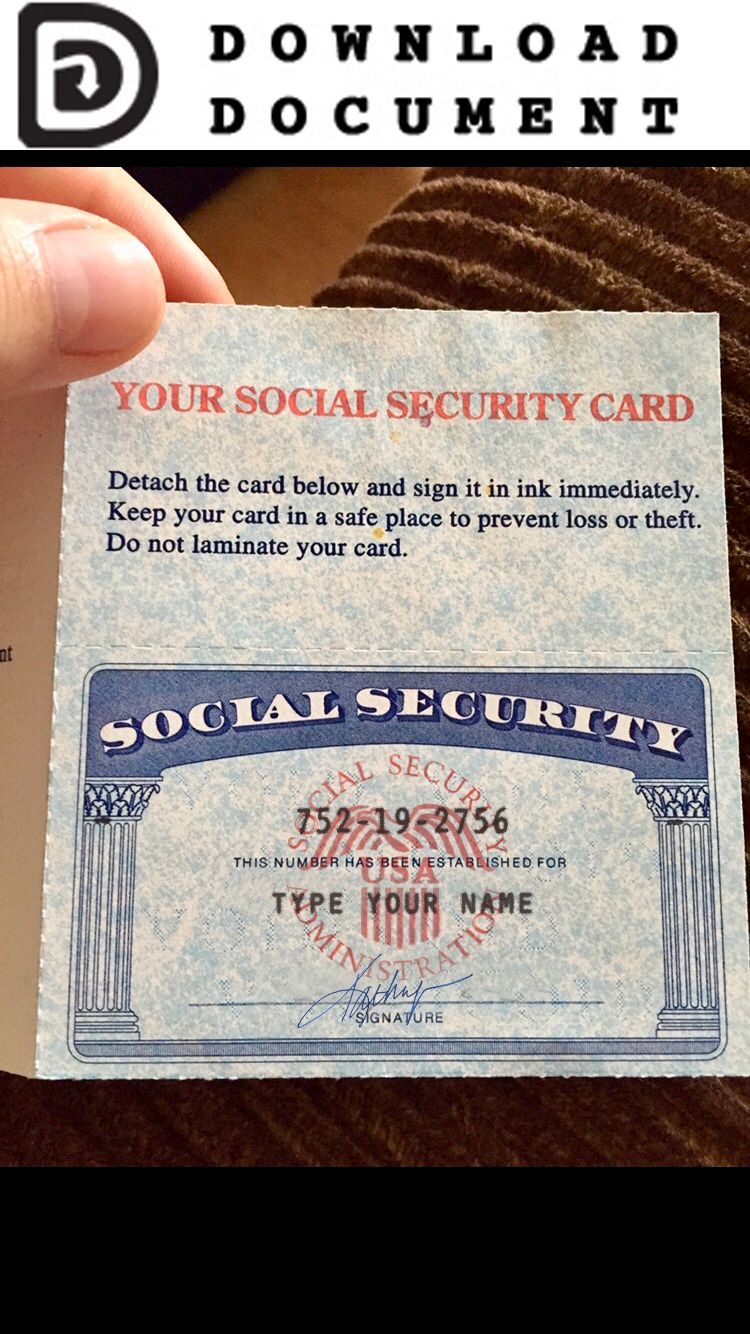 DOWNLOAD
DOCUMENT
YOUR SOCIAL SECURITY CARD
Detach the card below and sign it in ink immediately.
Keep your card in a safe place to prevent loss or theft.
Do not laminate your card.
nt
SOCIAL SECURITY
SOCIAL SECURITY
752-19-2756
THIS NUMBER HAS BEEN ESTABLISHED FOR
USA
TYPE YOUR NAME
ADMINISTRATION
SIGNATURE